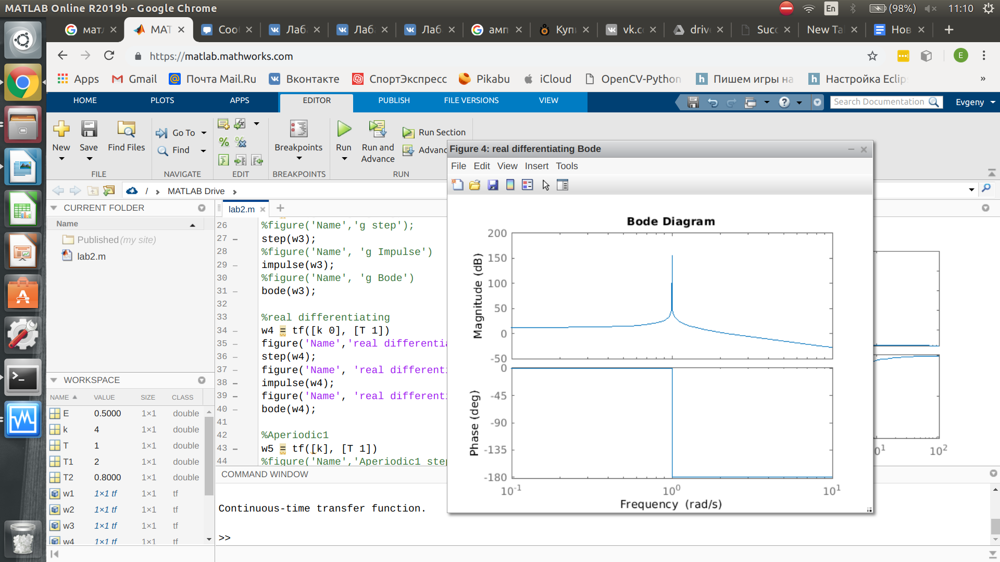 MATLAB Online R2019b - Google Chrome
En
(98%)
11:10
мат
MAT
Coo
Лаб
Лаб
Лаб
амп
Купи
vk.c
drive
Succ
New Ta
Нов
https://matlab.mathworks.com
E
Apps
Gmail
Почта Mail.Ru
Вконтакте
СпортЭкспресс
Pikabu
iCloud
OpenCV-Python
Пишем игры на
Настройка Eclip
»
HOME
PLOTS
APPS
EDITOR
PUBLISH
FILE VERSIONS
VIEW
Search Documentation
Evgeny
New
Save
Find Files
Go To
Find
Breakpoints
Run
Run and
Advance
Run Section
Advanc
FILE
NAVIGATE
EDIT
BREAKPOINTS
RUN
/ › MATLAB Drive ›
CURRENT FOLDER
Name
Published (my site)
lab2.m
WORKSPACE
NAME VALUE SIZE CLASS
E 0.5000 1×1 double
k 4 1×1 double
T 1 1×1 double
T1 2 1×1 double
T2 0.8000 1×1 double
w1 1×1 tf 1×1 tf
w2 1×1 tf 1×1 tf
w3 1×1 tf 1×1 tf
w4 1×1 tf 1×1 tf
lab2.m
26 %figure('Name','g step');
27 – step(w3);
28 %figure('Name', 'g Impulse')
29 – impulse(w3);
30 %figure('Name', 'g Bode')
31 – bode(w3);
32
33 %real differentiating
34 – w4 = tf([k 0], [T 1])
35 – figure('Name','real differentia
36 – step(w4);
37 – figure('Name', 'real different
38 – impulse(w4);
39 – figure('Name', 'real different
40 – bode(w4);
41
42 %Aperiodic1
43 – w5 = tf([k], [T 1])
44 %figure('Name','Aperiodic1 step
COMMAND WINDOW
Continuous-time transfer function.
>>
Figure 4: real differentiating Bode
File Edit View Insert Tools
Bode Diagram
Magnitude (dB)
200
150
100
50
0
-50
Phase (deg)
0
-45
-90
-135
-180
10-1
100
101
Frequency (rad/s)
01
102